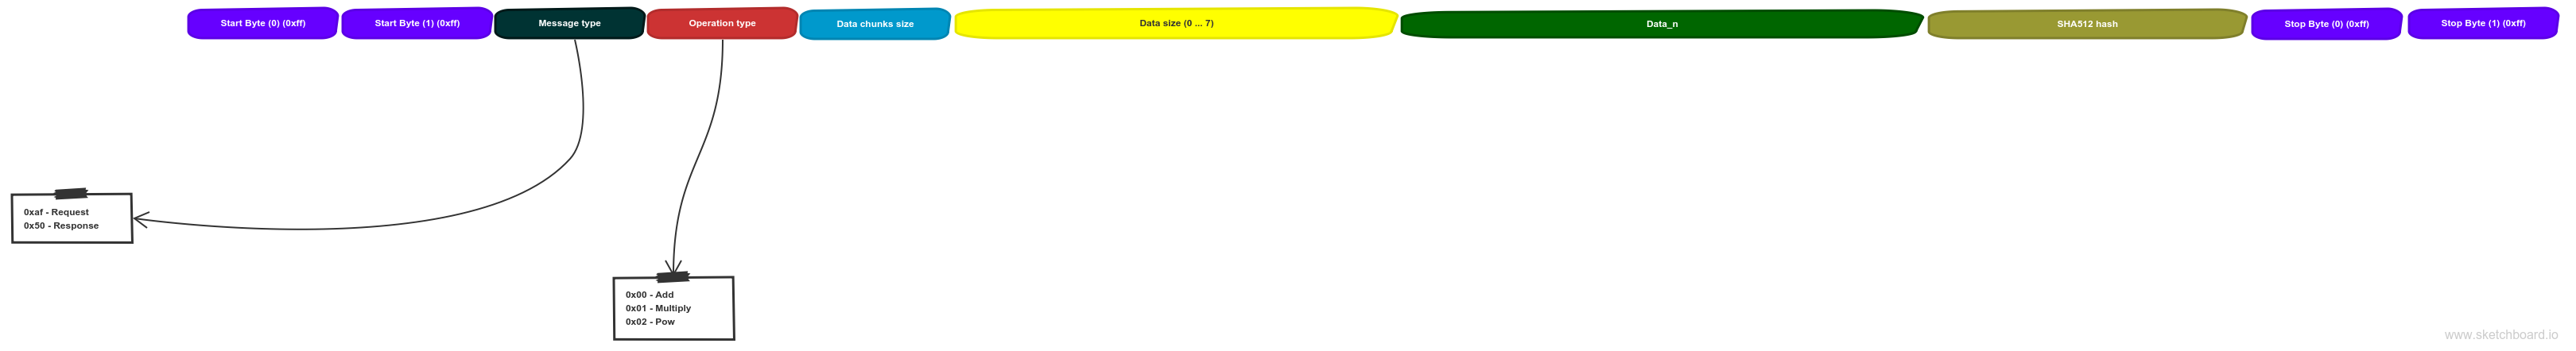 Start Byte (0) (0xff)
Start Byte (1) (0xff)
Message type
Operation type
Data chunks size
Data size (0 ... 7)
Data_n
SHA512 hash
Stop Byte (0) (0xff)
Stop Byte (1) (0xff)
0xaf - Request
0x50 - Response
0x00 - Add
0x01 - Multiply
0x02 - Pow
www.sketchboard.io